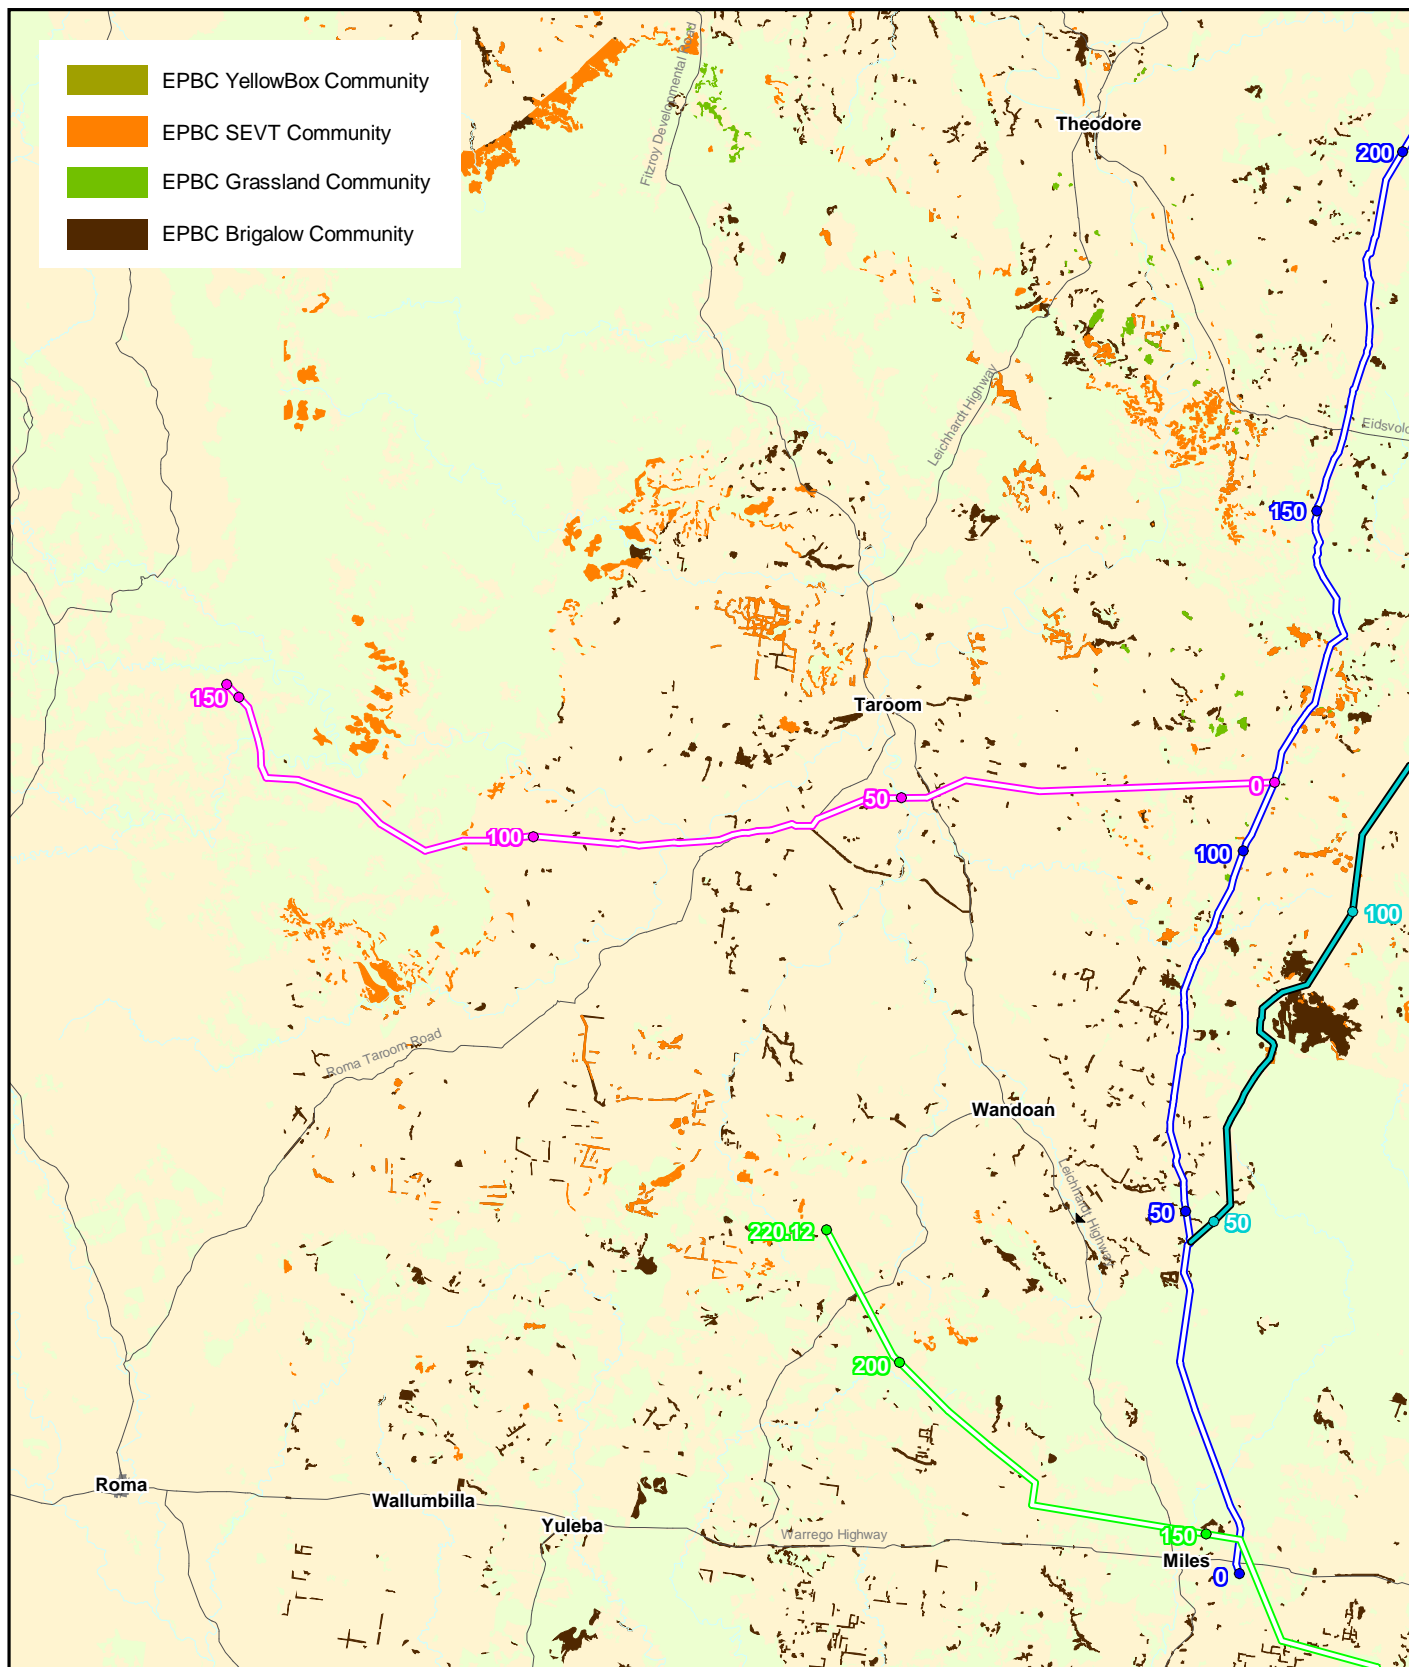 EPBC YellowBox Community
EPBC SEVT Community
EPBC Grassland Community
EPBC Brigalow Community
Fitzroy Developmental Road
Theodore
200
Leichhardt Highway
Eidsvold
150
Taroom
150
50
0
100
100
100
Roma Taroom Road
Wandoan
Leichhardt Highway
50
50
220.12
200
Roma
Wallumbilla
Yuleba
Warrego Highway
150
Miles
0